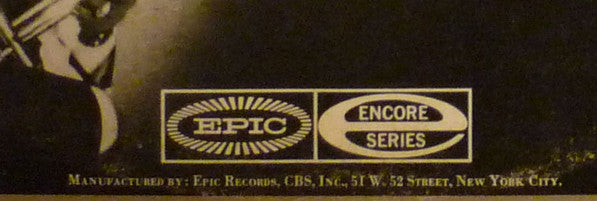 EPIC
ENCORE
SERIES
MANUFACTURED BY: EPIC RECORDS, CBS, INC., 51 W. 52 STREET, NEW YORK CITY.